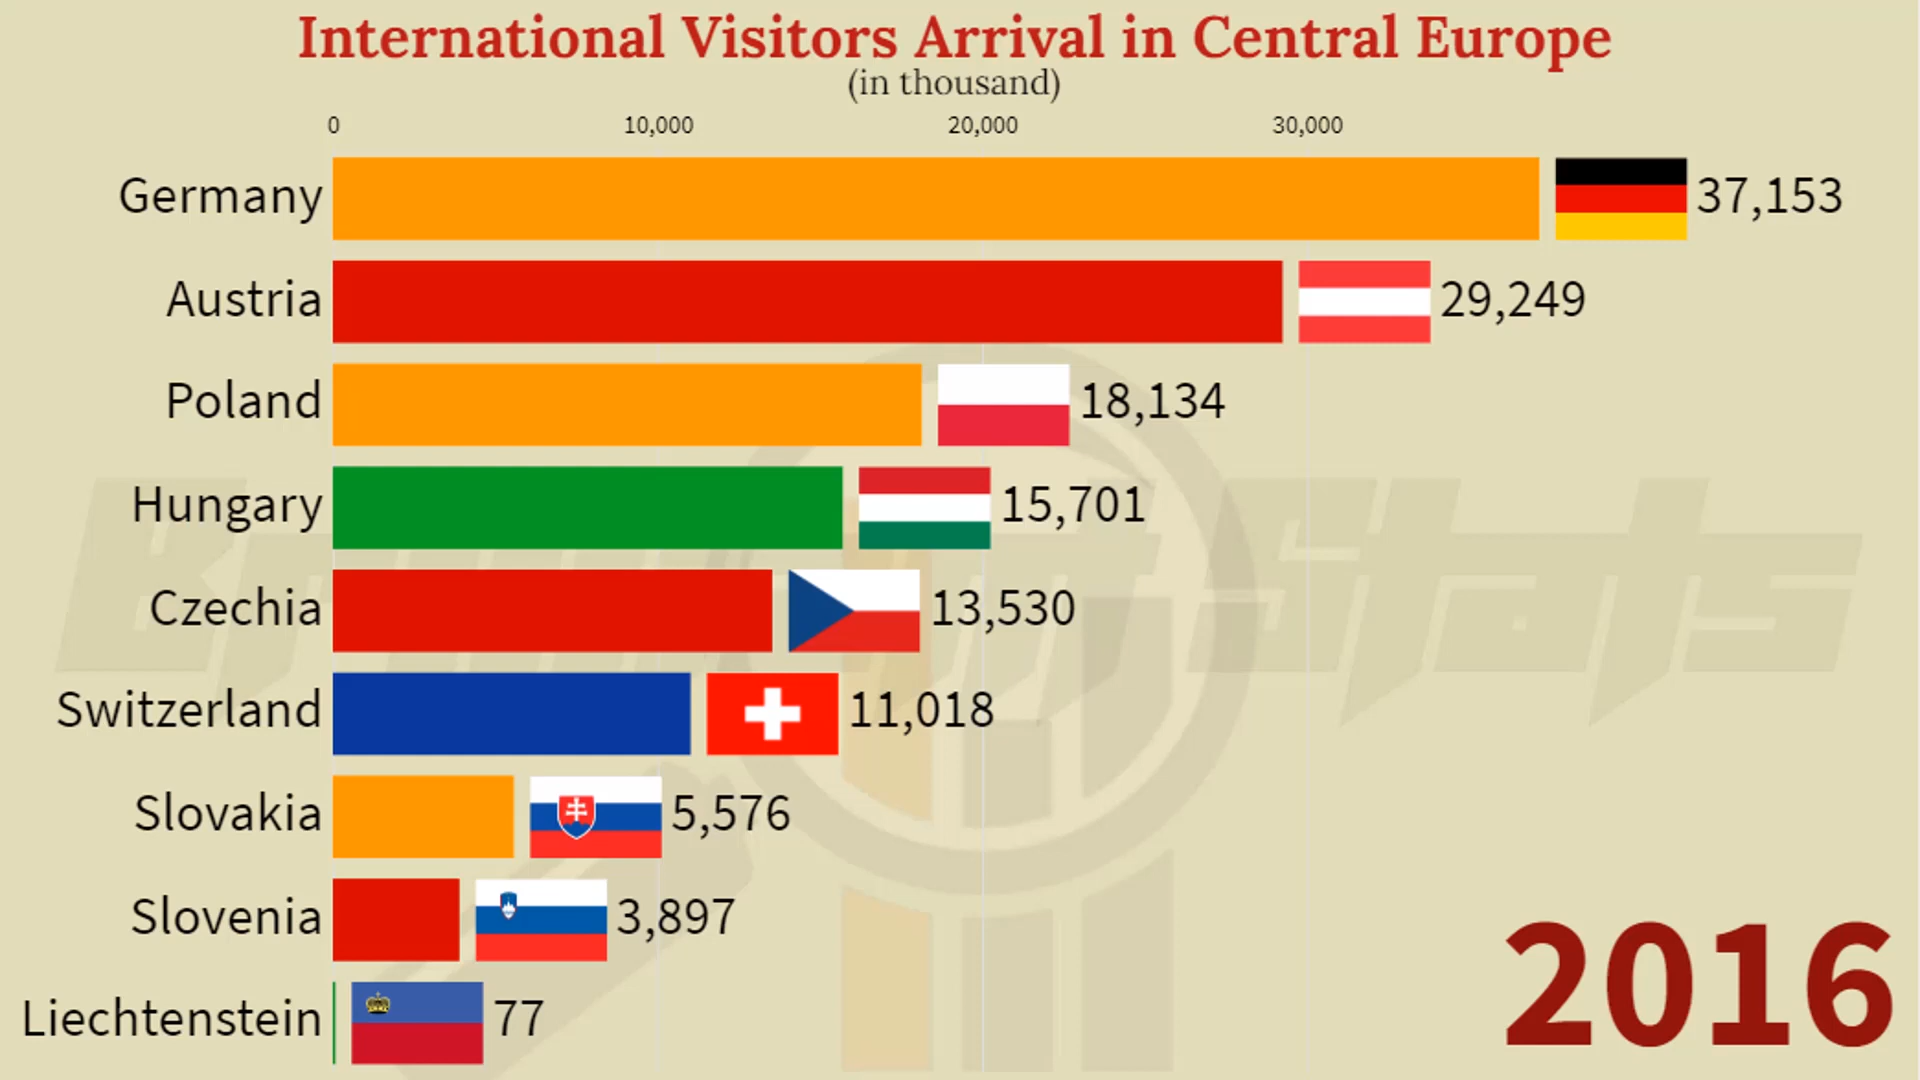 International Visitors Arrival in Central Europe
(in thousand)
0 10,000 20,000 30,000
Germany 37,153
Austria 29,249
Poland 18,134
Hungary 15,701
Czechia 13,530
Switzerland 11,018
Slovakia 5,576
Slovenia 3,897
Liechtenstein 77
2016
Stats